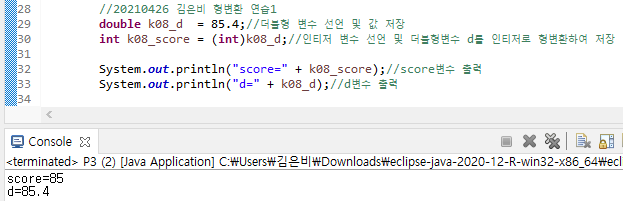 28 //20210426 김은비 형변환 연습1
29 double k08_d  = 85.4;//더블형 변수 선언 및 값 저장
30 int k08_score = (int)k08_d;//인티저 변수 선언 및 더블형변수 d를 인티저로 형변환하여 저장
31
32 System.out.println("score=" + k08_score);//score변수 출력
33 System.out.println("d=" + k08_d);//d변수 출력
34
Console
<terminated> P3 (2) [Java Application] C:₩Users₩김은비₩Downloads₩eclipse-java-2020-12-R-win32-x86_64₩ecl
score=85
d=85.4